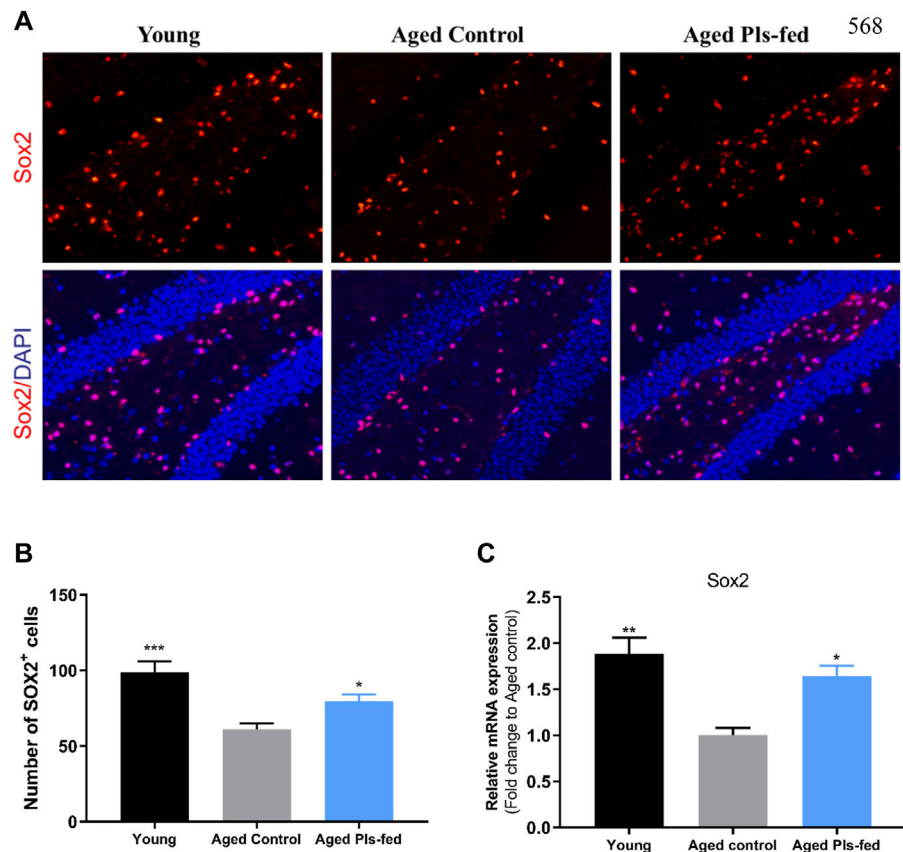 A
Young
Aged Control
Aged Pls-fed
568
Sox2
Sox2/DAPI
B
Number of SOX2⁺ cells
150
100
50
0
***
*
Young
Aged Control
Aged Pls-fed
C
Sox2
Relative mRNA expression
(Fold change to Aged control)
2.5
2.0
1.5
1.0
0.5
0.0
**
*
Young
Aged control
Aged Pls-fed